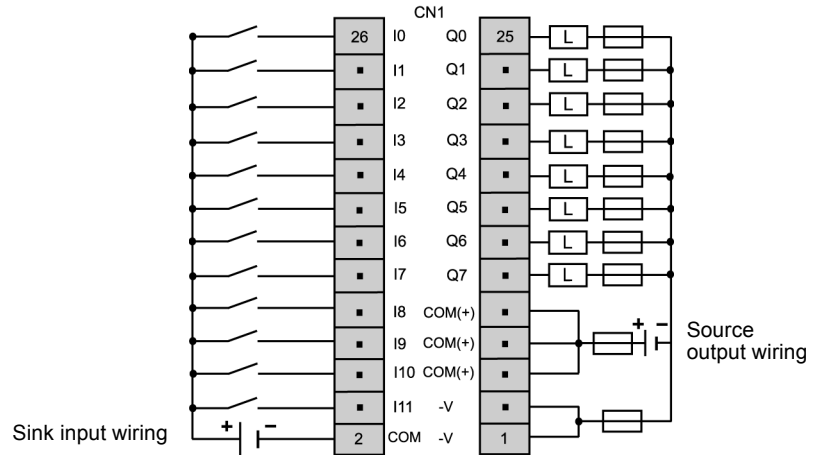 CN1
26 I0 Q0 25 L
I1 Q1 L
I2 Q2 L
I3 Q3 L
I4 Q4 L
I5 Q5 L
I6 Q6 L
I7 Q7 L
I8 COM(+)
+ −
Source
output wiring
I9 COM(+)
I10 COM(+)
I11 -V
Sink input wiring
+ −
2 COM -V 1